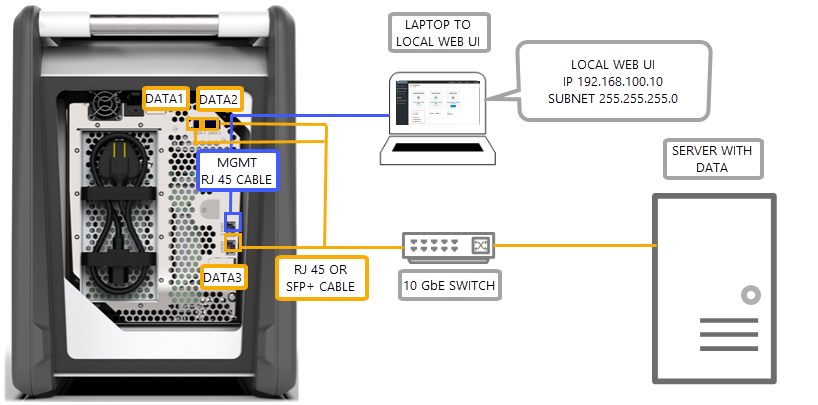 LAPTOP TO
LOCAL WEB UI
LOCAL WEB UI
IP 192.168.100.10
SUBNET 255.255.255.0
DATA1
DATA2
MGMT
RJ 45 CABLE
SERVER WITH
DATA
DATA3
RJ 45 OR
SFP+ CABLE
10 GbE SWITCH